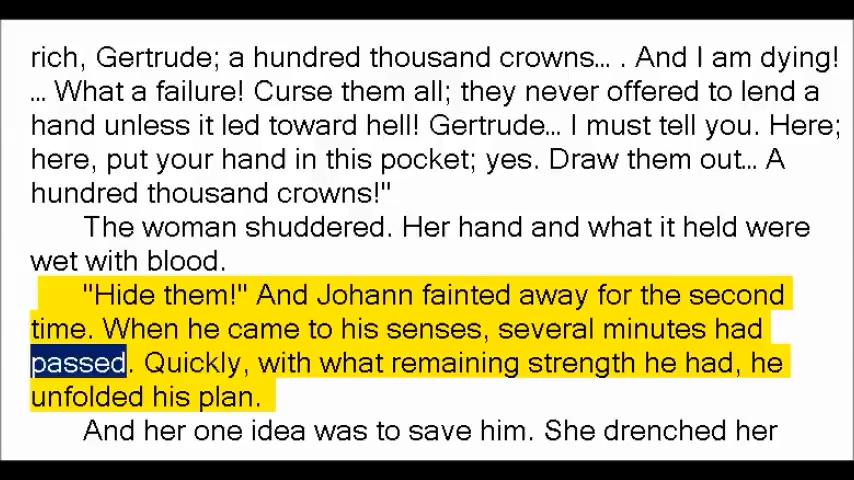 rich, Gertrude; a hundred thousand crowns... . And I am dying!
... What a failure! Curse them all; they never offered to lend a
hand unless it led toward hell! Gertrude... I must tell you. Here;
here, put your hand in this pocket; yes. Draw them out... A
hundred thousand crowns!"
The woman shuddered. Her hand and what it held were
wet with blood.
"Hide them!" And Johann fainted away for the second
time. When he came to his senses, several minutes had
passed. Quickly, with what remaining strength he had, he
unfolded his plan.
And her one idea was to save him. She drenched her